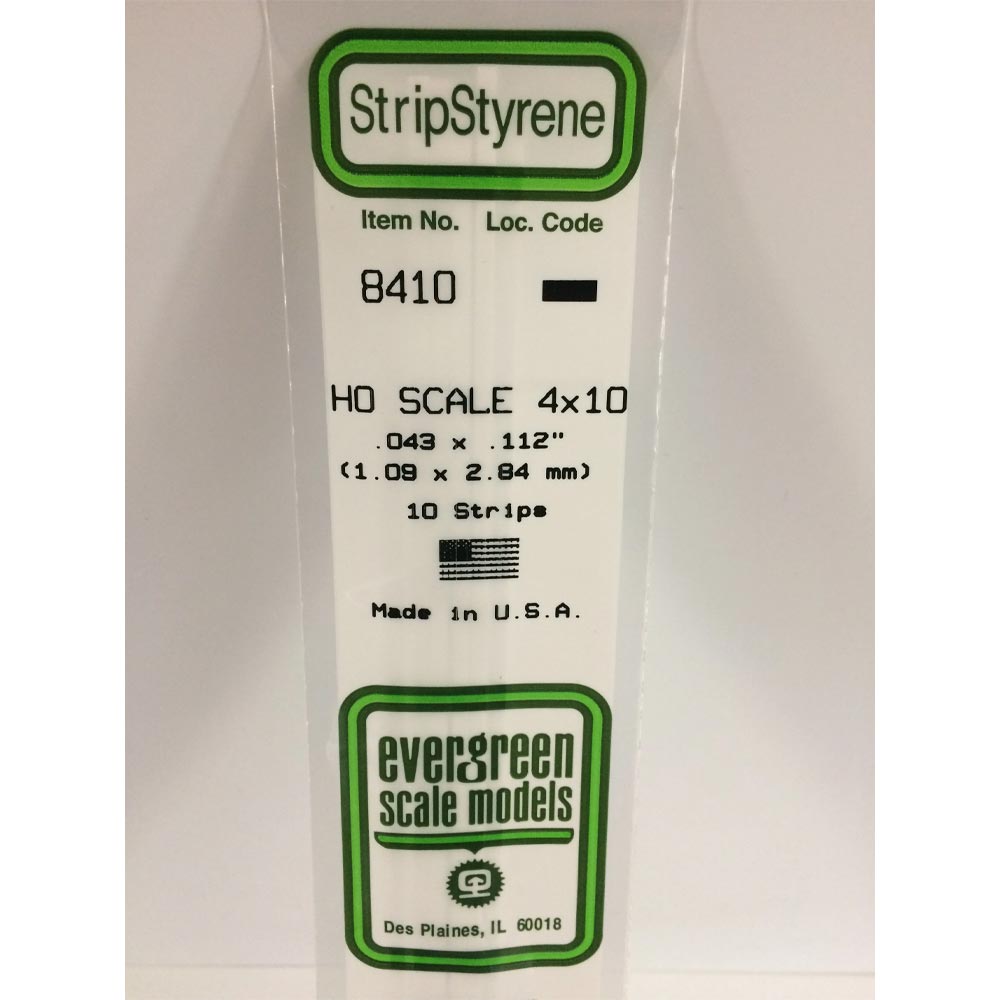 StripStyrene
Item No. Loc. Code
8410
HO SCALE 4x10
.043 x .112"
(1.09 x 2.84 mm)
10 Strips
Made in U.S.A.
evergreen
scale models
Des Plaines, IL 60018